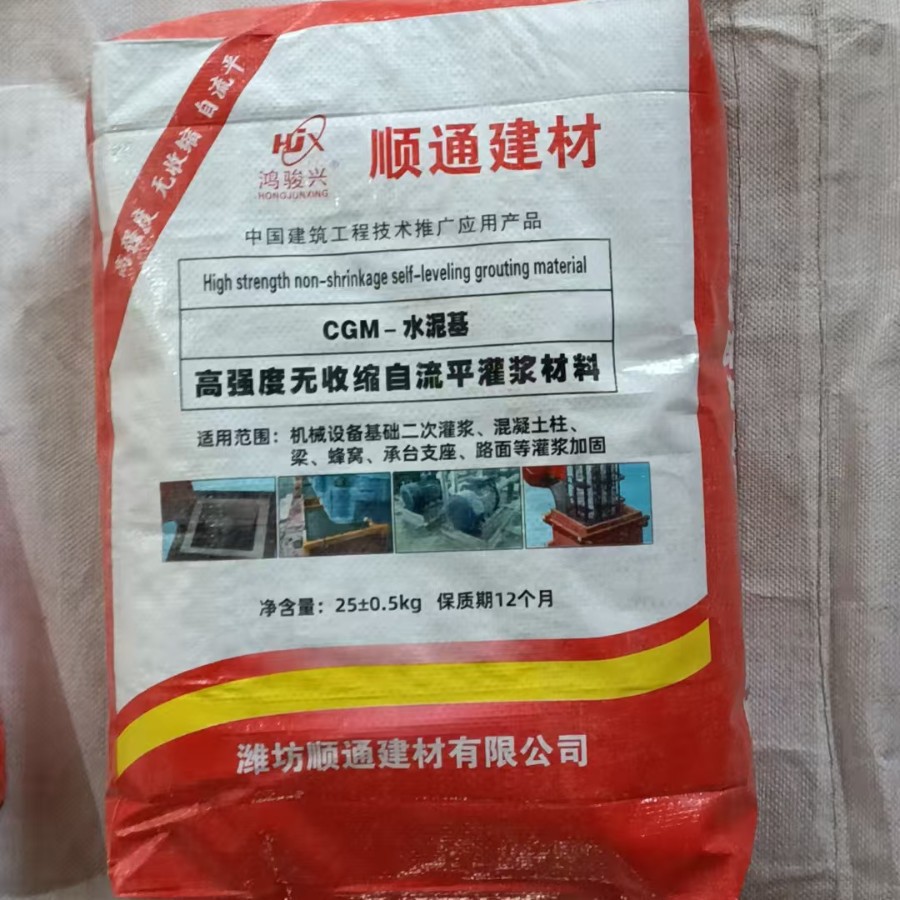 高强度 无收缩 自流平
HJX
鸿骏兴®
HONGJUNXING
顺通建材
中国建筑工程技术推广应用产品
High strength non-shrinkage self-leveling grouting material
CGM-水泥基
高强度无收缩自流平灌浆材料
适用范围：机械设备基础二次灌浆、混凝土柱、
梁、蜂窝、承台支座、路面等灌浆加固
净含量：25±0.5kg 保质期12个月
潍坊顺通建材有限公司